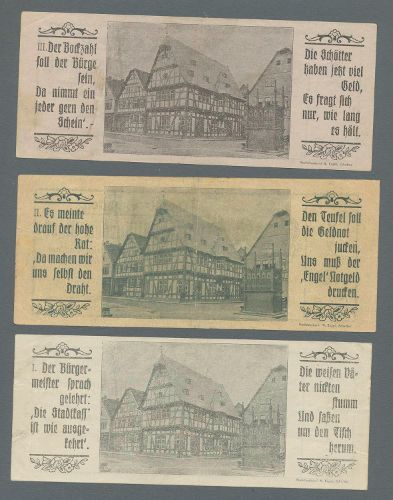 III. Der Bockzahl
soll der Bürge
sein,
Da nimmt ein
jeder gern den
Schein'.-
Die Schötter
haben jetzt viel
Geld,
Es fragt sich
nur, wie lang
es hält.
II. Es meinte
drauf der hohe
Rat:
„Da machen wir
uns selbst den
Draht.
Den Teufel soll
die Geldnot
jucken,
Uns muß der
‚Engel' Notgeld
drucken.
I. Der Bürger-
meister sprach
gelehrt:
‚Die Stadtkass'
ist wie ausge-
kehrt'.
Die weisen Vä-
ter nickten
stumm
Und saßen
um den Tisch
herum.